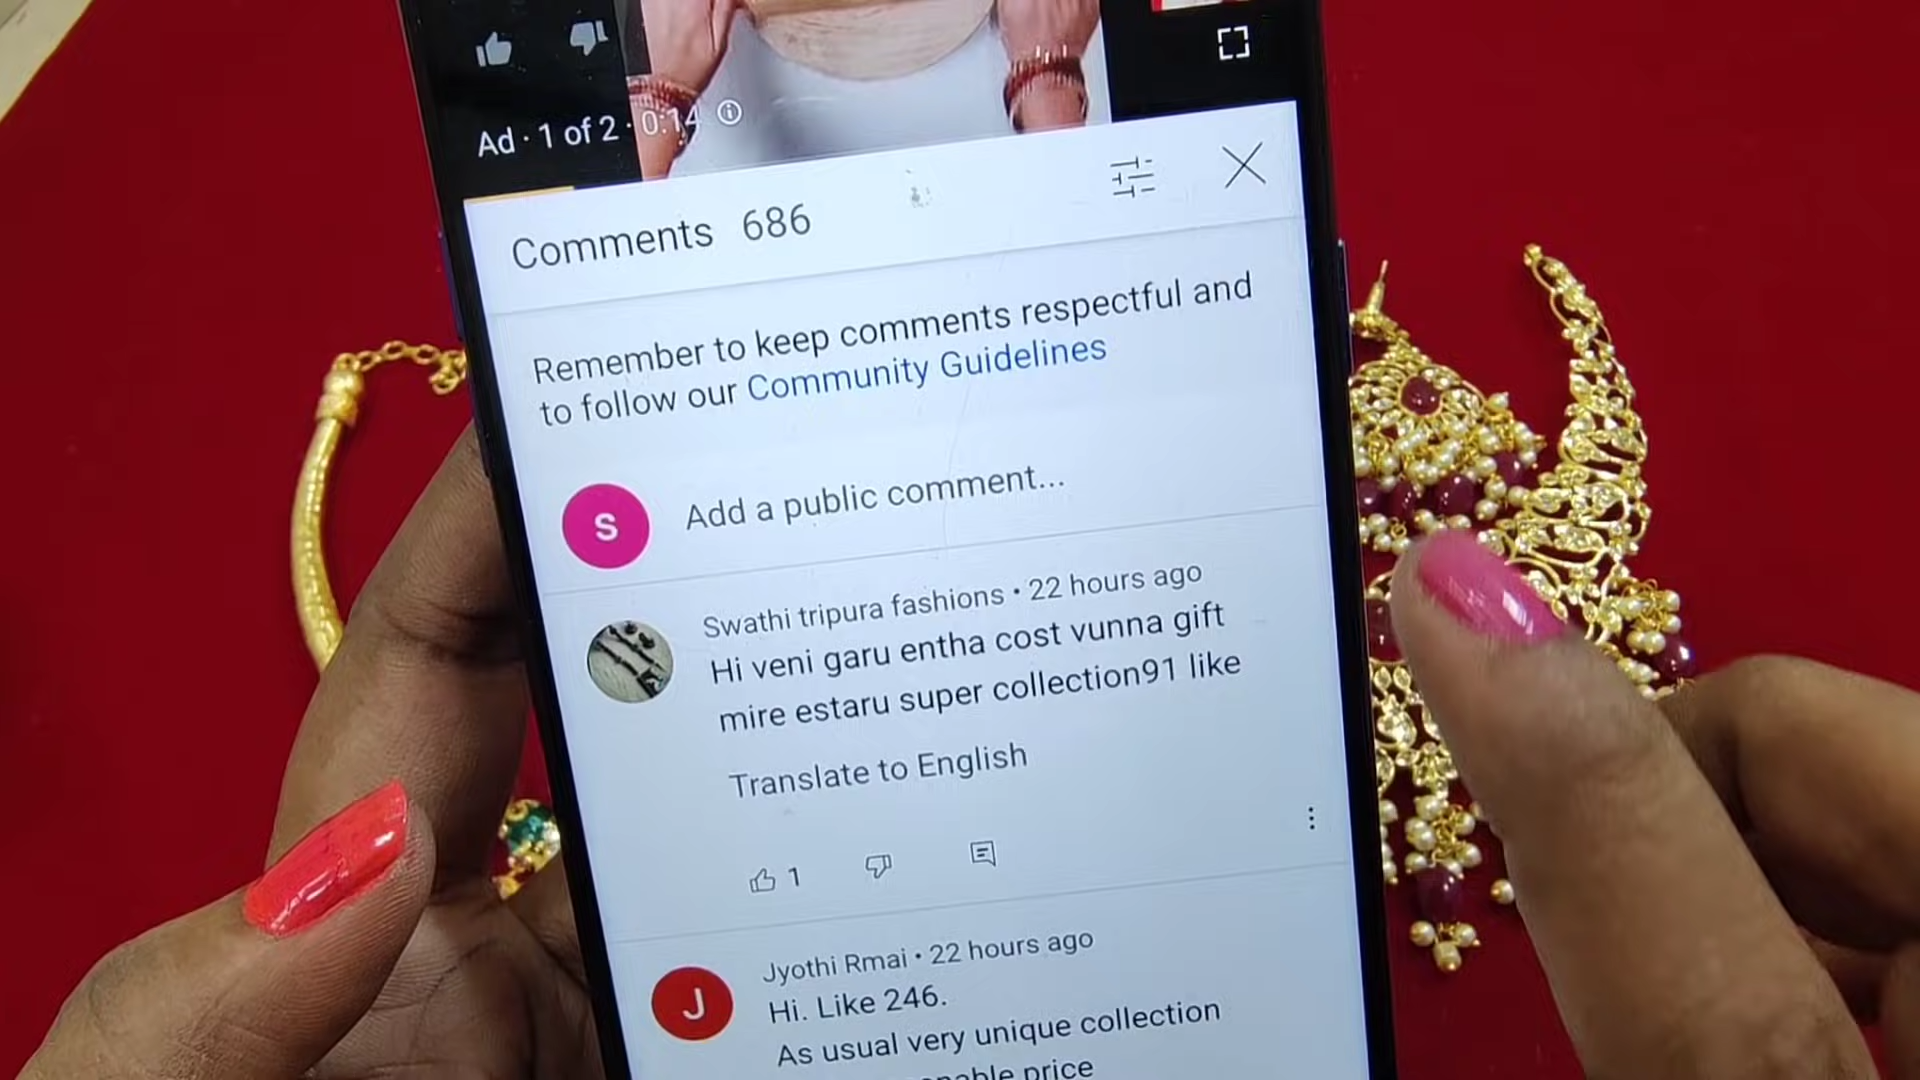 Ad · 1 of 2 · 0:14
Comments 686
Remember to keep comments respectful and
to follow our Community Guidelines
S
Add a public comment...
Swathi tripura fashions • 22 hours ago
Hi veni garu entha cost vunna gift
mire estaru super collection91 like
Translate to English
1
Jyothi Rmai • 22 hours ago
J
Hi. Like 246.
As usual very unique collection
price